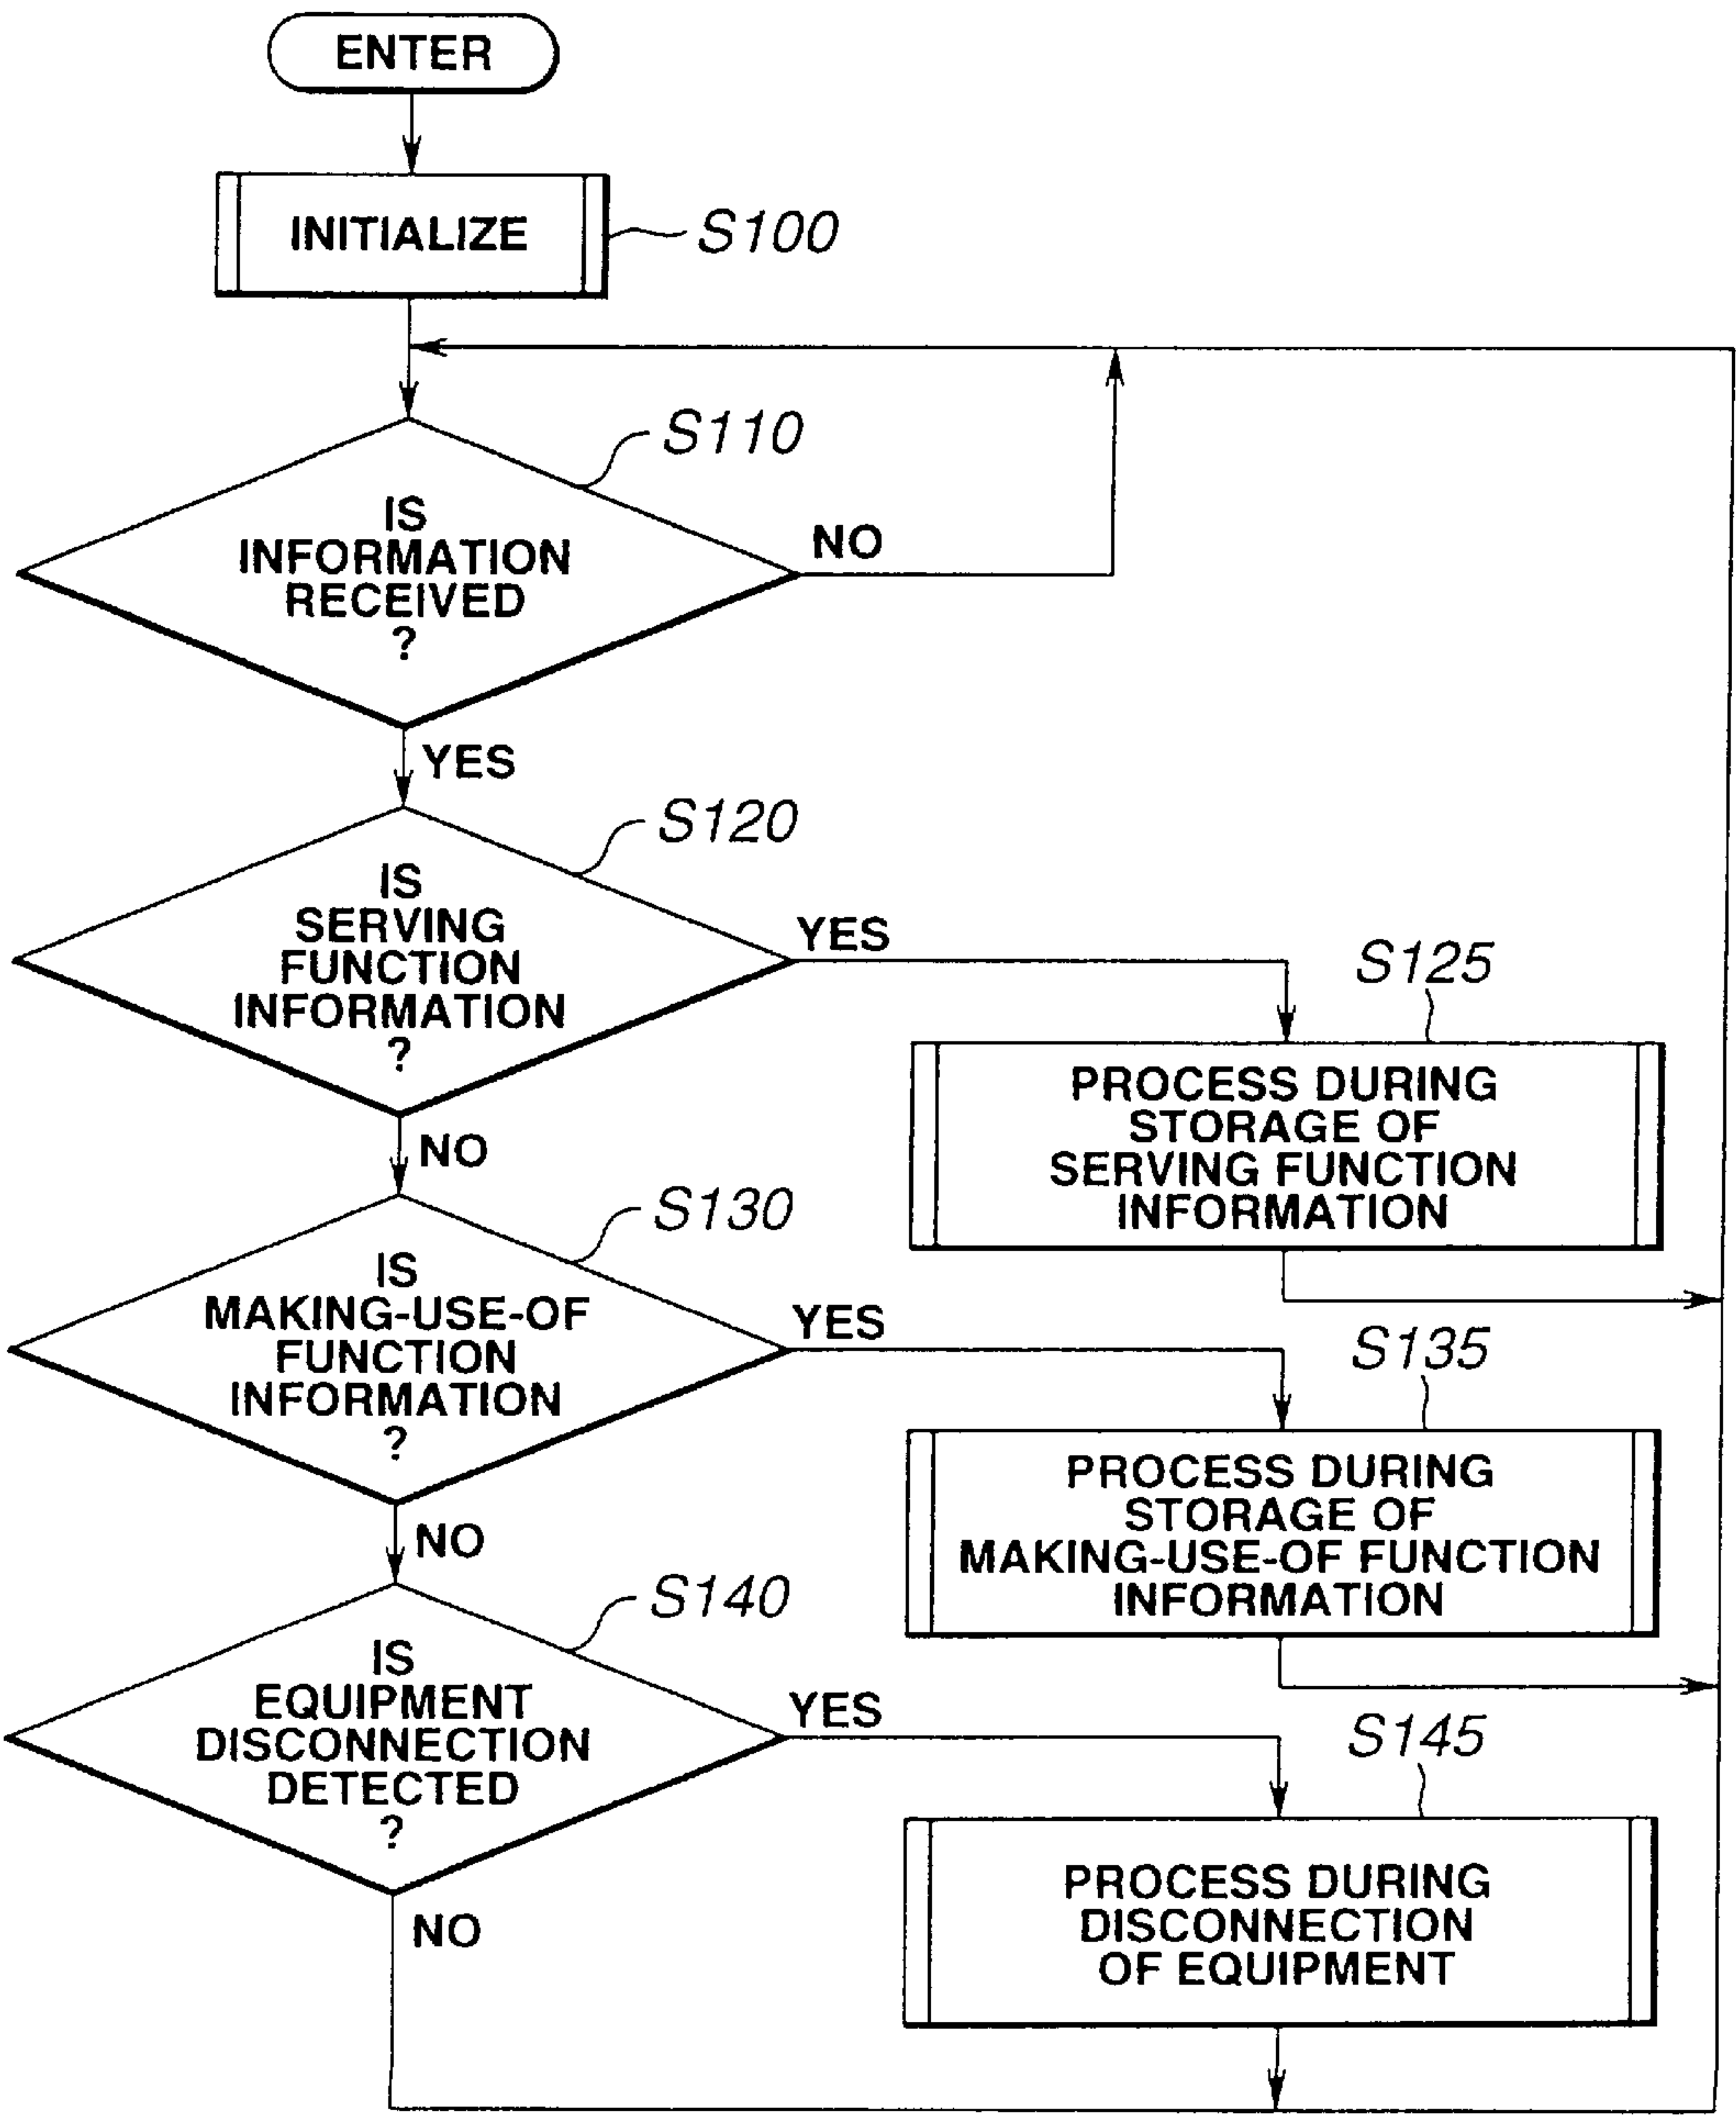 ENTER
INITIALIZE
S100
S110
IS
INFORMATION
RECEIVED
?
NO
YES
S120
IS
SERVING
FUNCTION
INFORMATION
?
YES
S125
PROCESS DURING
STORAGE OF
SERVING FUNCTION
INFORMATION
NO
S130
IS
MAKING-USE-OF
FUNCTION
INFORMATION
?
YES
S135
PROCESS DURING
STORAGE OF
MAKING-USE-OF FUNCTION
INFORMATION
NO
S140
IS
EQUIPMENT
DISCONNECTION
DETECTED
?
YES
S145
PROCESS DURING
DISCONNECTION
OF EQUIPMENT
NO